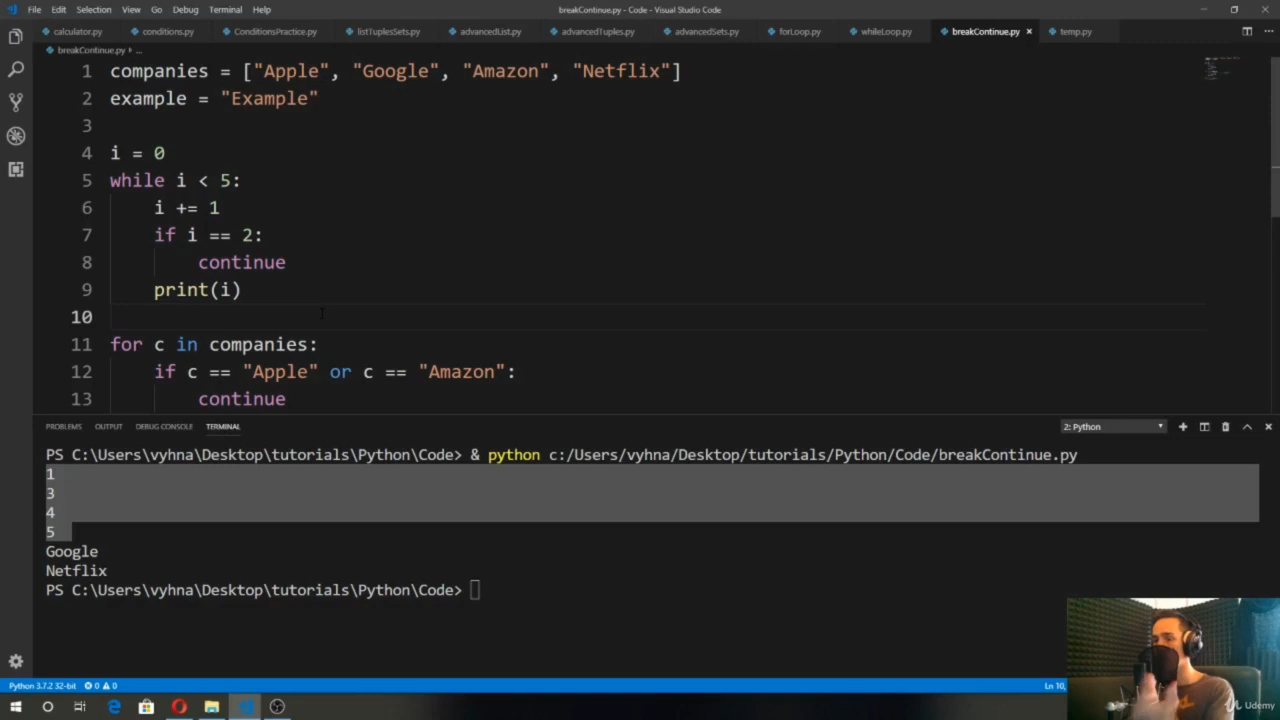 File Edit Selection View Go Debug Terminal Help
breakContinue.py - Code - Visual Studio Code
calculator.py conditions.py ConditionsPractice.py listTuplesSets.py advancedList.py advancedTuples.py advancedSets.py forLoop.py whileLoop.py breakContinue.py temp.py
breakContinue.py › ...
1 companies = ["Apple", "Google", "Amazon", "Netflix"]
2 example = "Example"
3
4 i = 0
5 while i < 5:
6 i += 1
7 if i == 2:
8 continue
9 print(i)
10
11 for c in companies:
12 if c == "Apple" or c == "Amazon":
13 continue
PROBLEMS OUTPUT DEBUG CONSOLE TERMINAL
2: Python
PS C:\Users\vyhna\Desktop\tutorials\Python\Code> & python c:/Users/vyhna/Desktop/tutorials/Python/Code/breakContinue.py
1
3
4
5
Google
Netflix
PS C:\Users\vyhna\Desktop\tutorials\Python\Code>
Python 3.7.2 32-bit 0 0
Ln 10,
Udemy